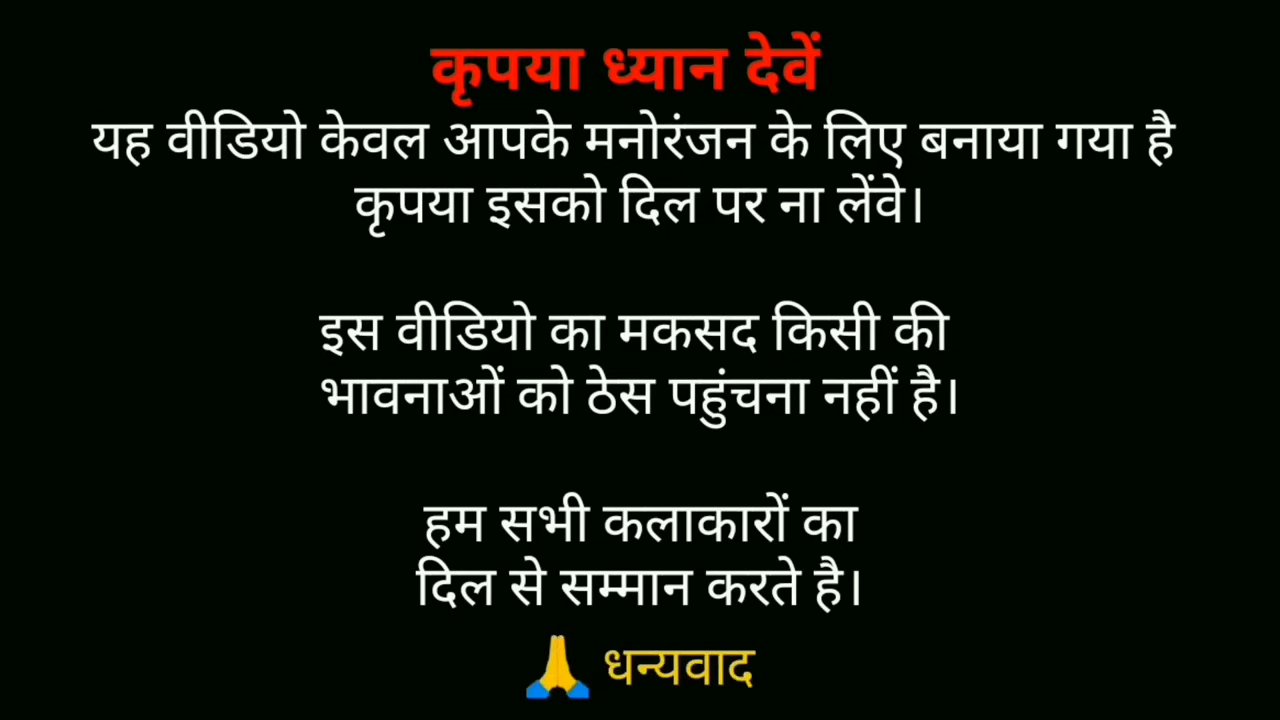 कृपया ध्यान देवें
यह वीडियो केवल आपके मनोरंजन के लिए बनाया गया है
कृपया इसको दिल पर ना लेंवे।
इस वीडियो का मकसद किसी की
भावनाओं को ठेस पहुंचना नहीं है।
हम सभी कलाकारों का
दिल से सम्मान करते है।
🙏 धन्यवाद